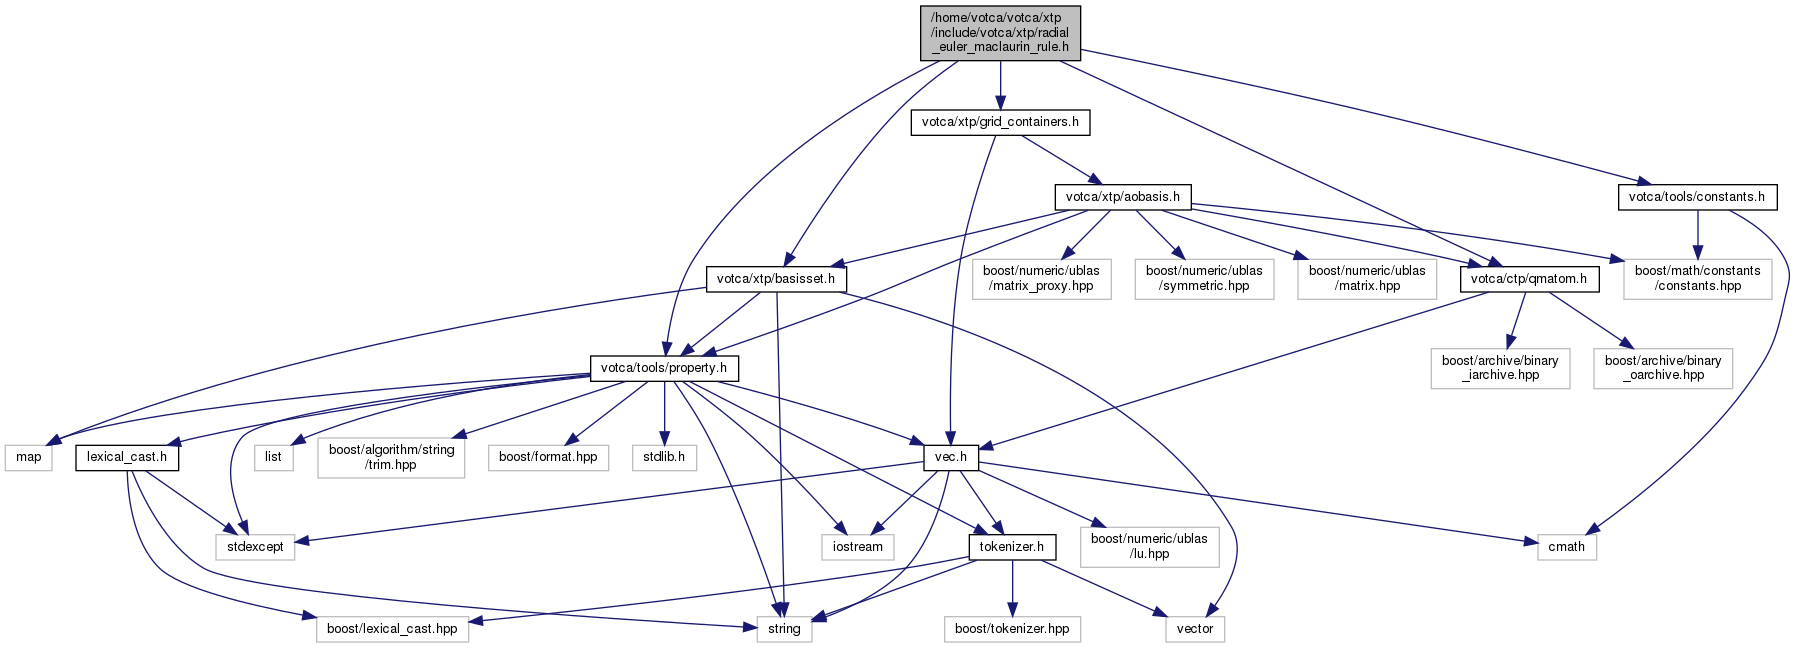 /home/votca/votca/xtp
/include/votca/xtp/radial
_euler_maclaurin_rule.h
votca/xtp/grid_containers.h
votca/xtp/aobasis.h
votca/tools/constants.h
votca/xtp/basisset.h
boost/numeric/ublas
/matrix_proxy.hpp
boost/numeric/ublas
/symmetric.hpp
boost/numeric/ublas
/matrix.hpp
votca/ctp/qmatom.h
boost/math/constants
/constants.hpp
votca/tools/property.h
boost/archive/binary
_iarchive.hpp
boost/archive/binary
_oarchive.hpp
map
lexical_cast.h
list
boost/algorithm/string
/trim.hpp
boost/format.hpp
stdlib.h
vec.h
stdexcept
iostream
tokenizer.h
boost/numeric/ublas
/lu.hpp
cmath
boost/lexical_cast.hpp
string
boost/tokenizer.hpp
vector